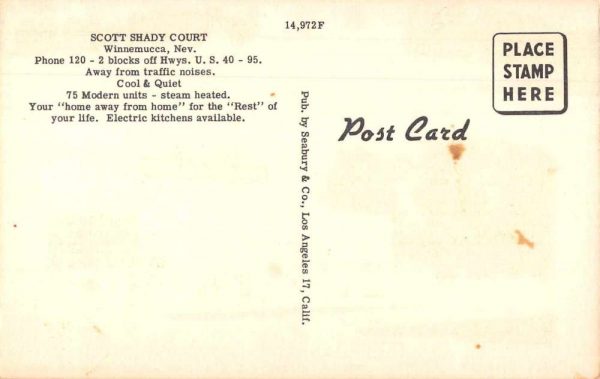 14,972F
SCOTT SHADY COURT
Winnemucca, Nev.
Phone 120 - 2 blocks off Hwys. U. S. 40 - 95.
Away from traffic noises.
Cool & Quiet
75 Modern units - steam heated.
Your "home away from home" for the "Rest" of
your life. Electric kitchens available.
Pub. by Seabury & Co., Los Angeles 17, Calif.
Post Card
PLACE
STAMP
HERE